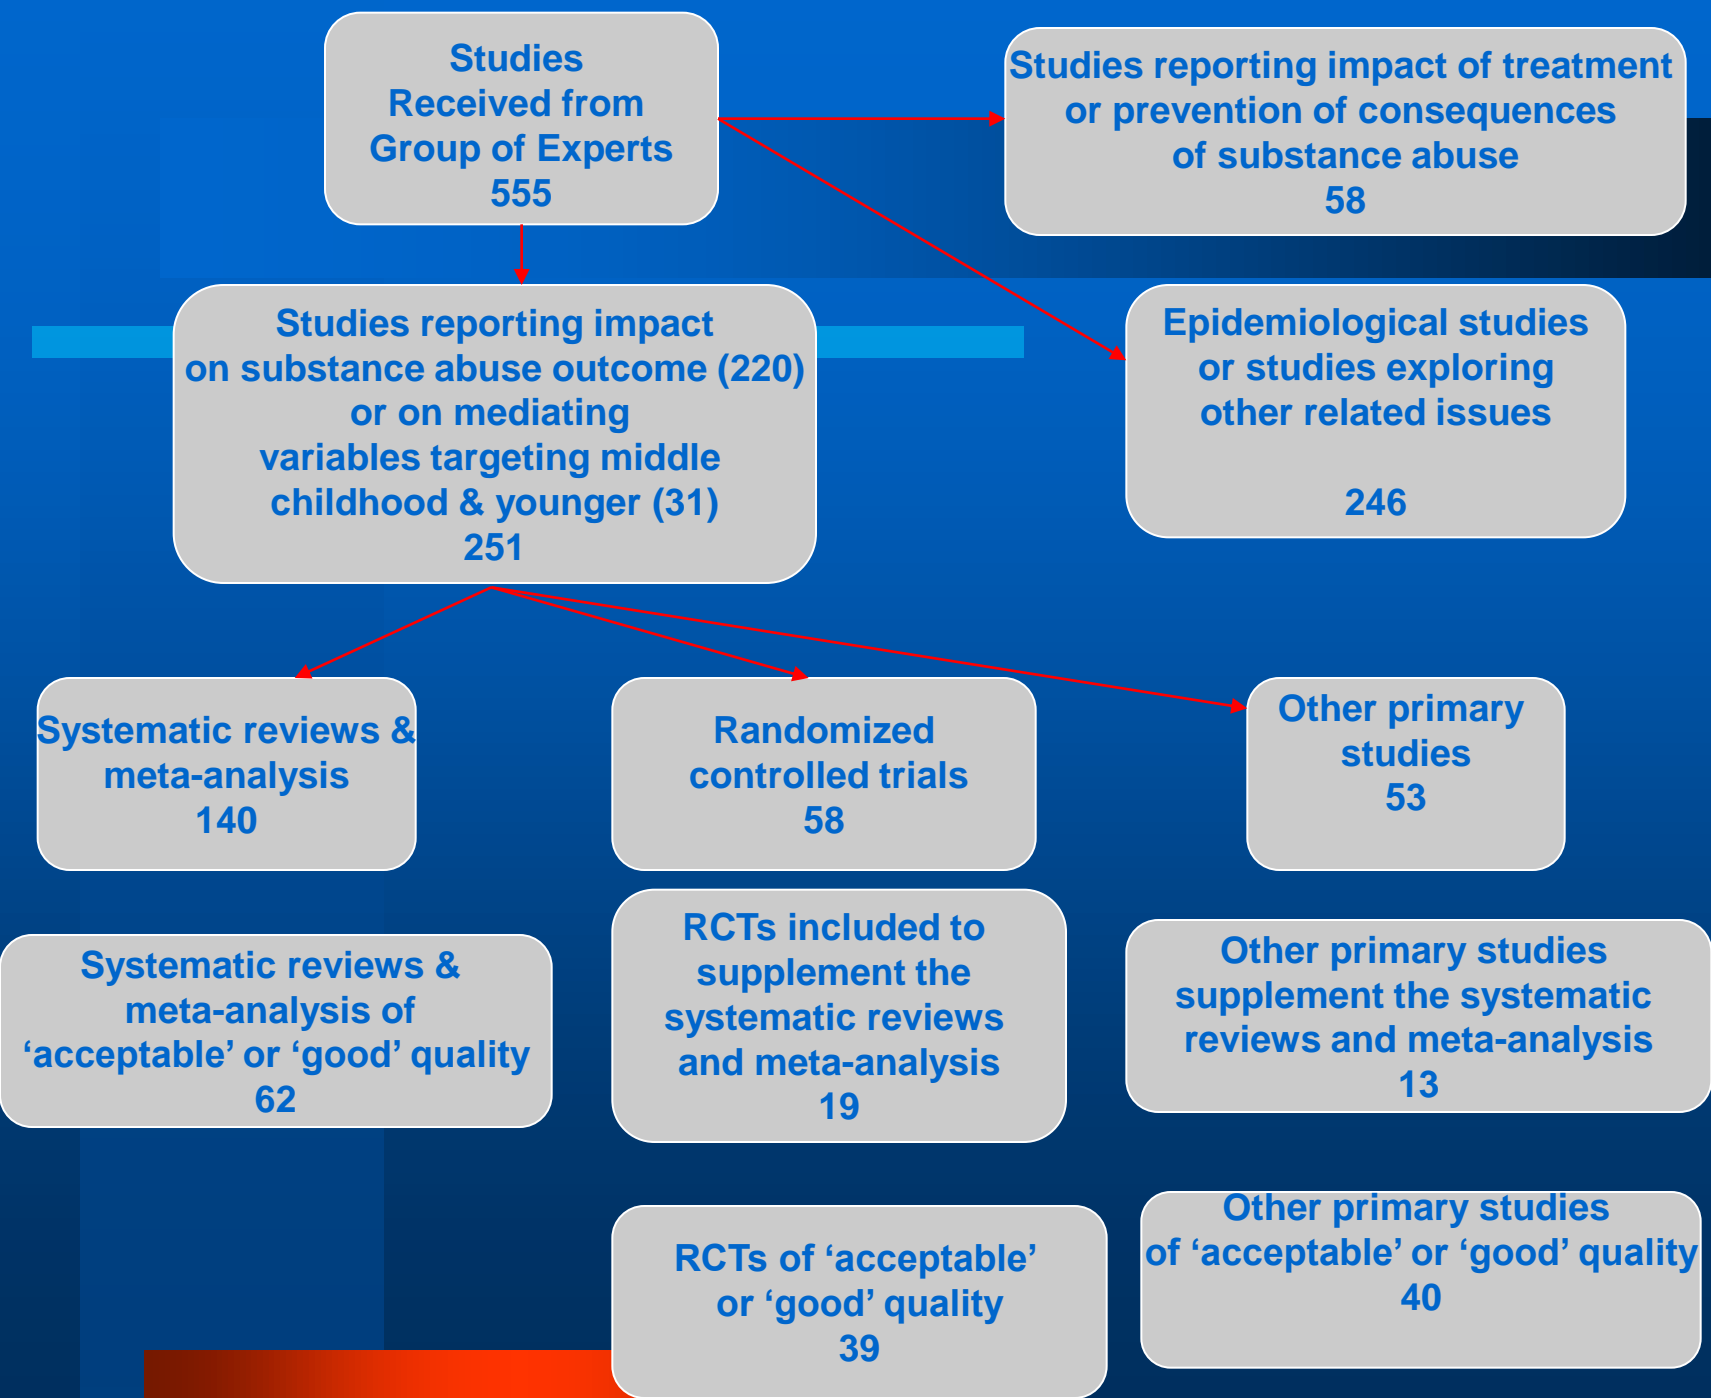 Studies
Received from
Group of Experts
555
Studies reporting impact of treatment
or prevention of consequences
of substance abuse
58
Studies reporting impact
on substance abuse outcome (220)
or on mediating
variables targeting middle
childhood & younger (31)
251
Epidemiological studies
or studies exploring
other related issues
246
Systematic reviews &
meta-analysis
140
Randomized
controlled trials
58
Other primary
studies
53
Systematic reviews &
meta-analysis of
‘acceptable’ or ‘good’ quality
62
RCTs included to
supplement the
systematic reviews
and meta-analysis
19
Other primary studies
supplement the systematic
reviews and meta-analysis
13
RCTs of ‘acceptable’
or ‘good’ quality
39
Other primary studies
of ‘acceptable’ or ‘good’ quality
40